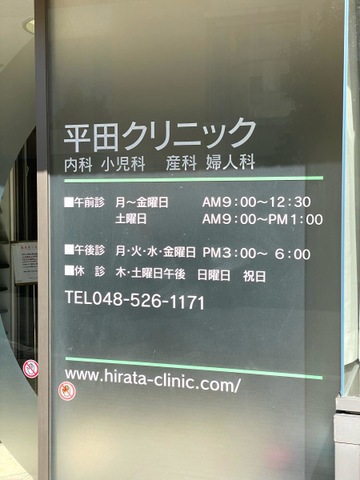 平田クリニック
内科 小児科 産科 婦人科
■午前診 月〜金曜日 AM9:00〜12:30
土曜日 AM9:00〜PM1:00
■午後診 月・火・水・金曜日 PM3:00〜 6:00
■休 診 木・土曜日午後 日曜日 祝日
TEL048-526-1171
www.hirata-clinic.com/